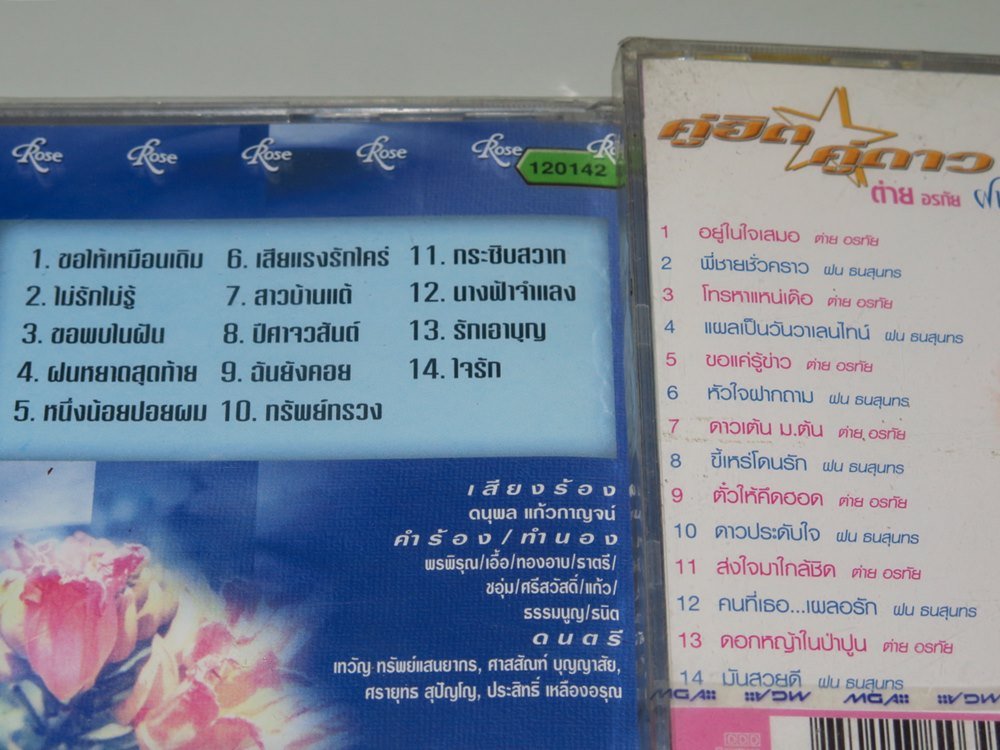 Rose Rose Rose Rose Rose
120142
1. ขอให้เหมือนเดิม
2. ไม่รักไม่รู้
3. ขอพบในฝัน
4. ฝนหยาดสุดท้าย
5. หนึ่งน้อยปอยผม
6. เสียแรงรักใคร่
7. สาวบ้านแต้
8. ปีศาจวสันต์
9. ฉันยังคอย
10. ทรัพย์ทรวง
11. กระซิบสวาท
12. นางฟ้าจำแลง
13. รักเอาบุญ
14. ใจรัก
เสียงร้อง
ดนุพล แก้วกาญจน์
คำร้อง/ทำนอง
พรพิรุณ/เอื้อ/ทองอาบ/ราตรี/
ชอุ่ม/ศรีสวัสดิ์/แก้ว/
ธรรมนูญ/ธนิต
ดนตรี
เทวัญ ทรัพย์แสนยากร, ศาสสัณฑ์ บุญญาสัย,
ศรายุทธ สุปัญโญ, ประสิทธิ์ เหลืองอรุณ
คู่ฮิต
คู่ดาว
ต่าย อรทัย
1 อยู่ในใจเสมอ ต่าย อรทัย
2 พี่ชายชั่วคราว ฝน ธนสุนทร
3 โทรหาแหน่เด้อ ต่าย อรทัย
4 แผลเป็นวันวาเลนไทน์ ฝน ธนสุนทร
5 ขอแค่รู้ข่าว ต่าย อรทัย
6 หัวใจฝากถาม ฝน ธนสุนทร
7 ดาวเต้น ม.ต้น ต่าย อรทัย
8 ขี้เหร่โดนรัก ฝน ธนสุนทร
9 ตั๋วให้คึดฮอด ต่าย อรทัย
10 ดาวประดับใจ ฝน ธนสุนทร
11 ส่งใจมาใกล้ชิด ต่าย อรทัย
12 คนที่เธอ...เผลอรัก ฝน ธนสุนทร
13 ดอกหญ้าในป่าปูน ต่าย อรทัย
14 มันสวยดี ฝน ธนสุนทร
MGA MGA MGA MGA